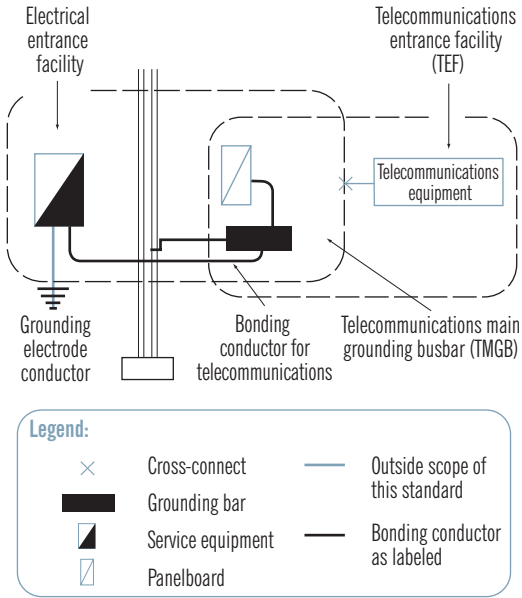 Electrical
entrance
facility
Telecommunications
entrance facility
(TEF)
Telecommunications
equipment
Grounding
electrode
conductor
Bonding
conductor for
telecommunications
Telecommunications main
grounding busbar (TMGB)
Legend:
Cross-connect
Grounding bar
Service equipment
Panelboard
Outside scope of
this standard
Bonding conductor
as labeled